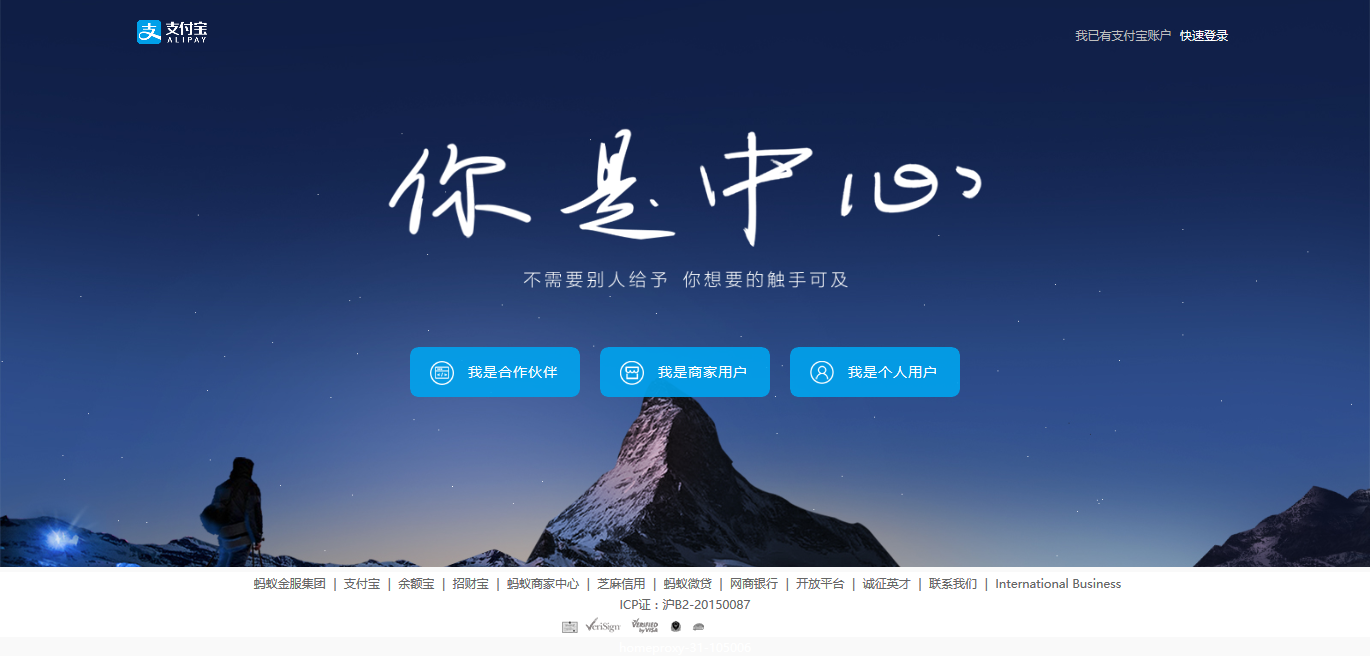 支 支付宝
ALIPAY
我已有支付宝账户 快速登录
你是中心
不需要别人给予 你想要的触手可及
我是合作伙伴 我是商家用户 我是个人用户
蚂蚁金服集团 | 支付宝 | 余额宝 | 招财宝 | 蚂蚁商家中心 | 芝麻信用 | 蚂蚁微贷 | 网商银行 | 开放平台 | 诚征英才 | 联系我们 | International Business
ICP证：沪B2-20150087
VeriSign VERIFIED by VISA